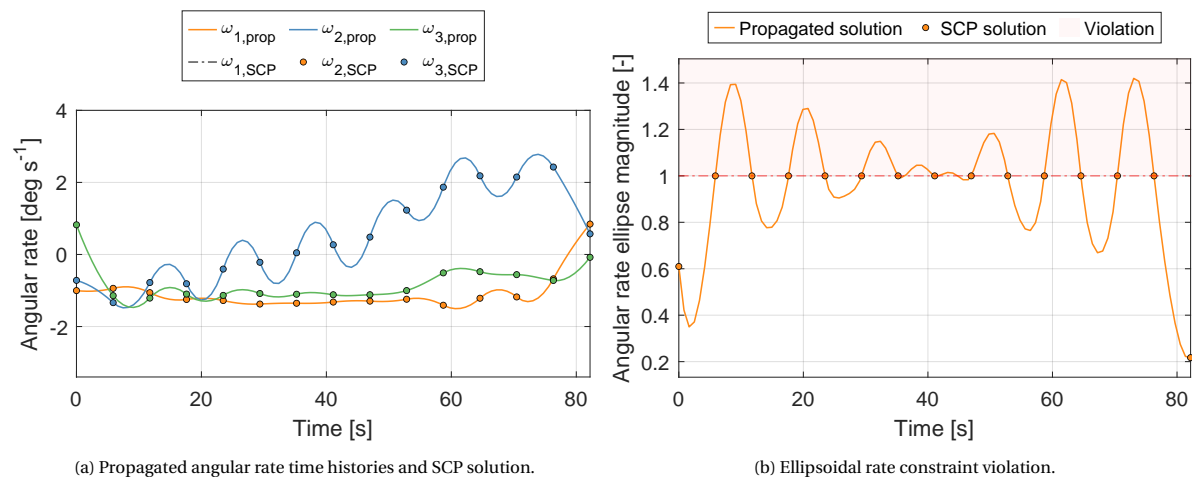 ω1,prop ω2,prop ω3,prop
ω1,SCP ω2,SCP ω3,SCP
4
2
0
-2
0 20 40 60 80
Angular rate [deg s-1]
Time [s]
(a) Propagated angular rate time histories and SCP solution.
Propagated solution SCP solution Violation
1.4
1.2
1
0.8
0.6
0.4
0.2
0 20 40 60 80
Angular rate ellipse magnitude [-]
Time [s]
(b) Ellipsoidal rate constraint violation.